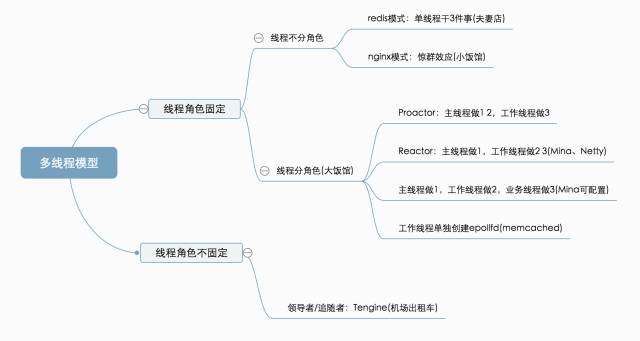 多线程模型
线程角色固定
线程不分角色
redis模式：单线程干3件事(夫妻店)
nginx模式：惊群效应(小饭馆)
线程分角色(大饭馆)
Proactor：主线程做1 2，工作线程做3
Reactor：主线程做1，工作线程做2 3(Mina、Netty)
主线程做1，工作线程做2，业务线程做3(Mina可配置)
工作线程单独创建epollfd(memcached)
线程角色不固定
领导者/追随者：Tengine(机场出租车)